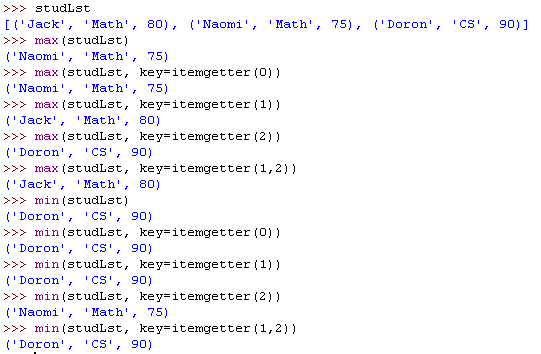 >>> studLst
[('Jack', 'Math', 80), ('Naomi', 'Math', 75), ('Doron', 'CS', 90)]
>>> max(studLst)
('Naomi', 'Math', 75)
>>> max(studLst, key=itemgetter(0))
('Naomi', 'Math', 75)
>>> max(studLst, key=itemgetter(1))
('Jack', 'Math', 80)
>>> max(studLst, key=itemgetter(2))
('Doron', 'CS', 90)
>>> max(studLst, key=itemgetter(1,2))
('Jack', 'Math', 80)
>>> min(studLst)
('Doron', 'CS', 90)
>>> min(studLst, key=itemgetter(0))
('Doron', 'CS', 90)
>>> min(studLst, key=itemgetter(1))
('Doron', 'CS', 90)
>>> min(studLst, key=itemgetter(2))
('Naomi', 'Math', 75)
>>> min(studLst, key=itemgetter(1,2))
('Doron', 'CS', 90)